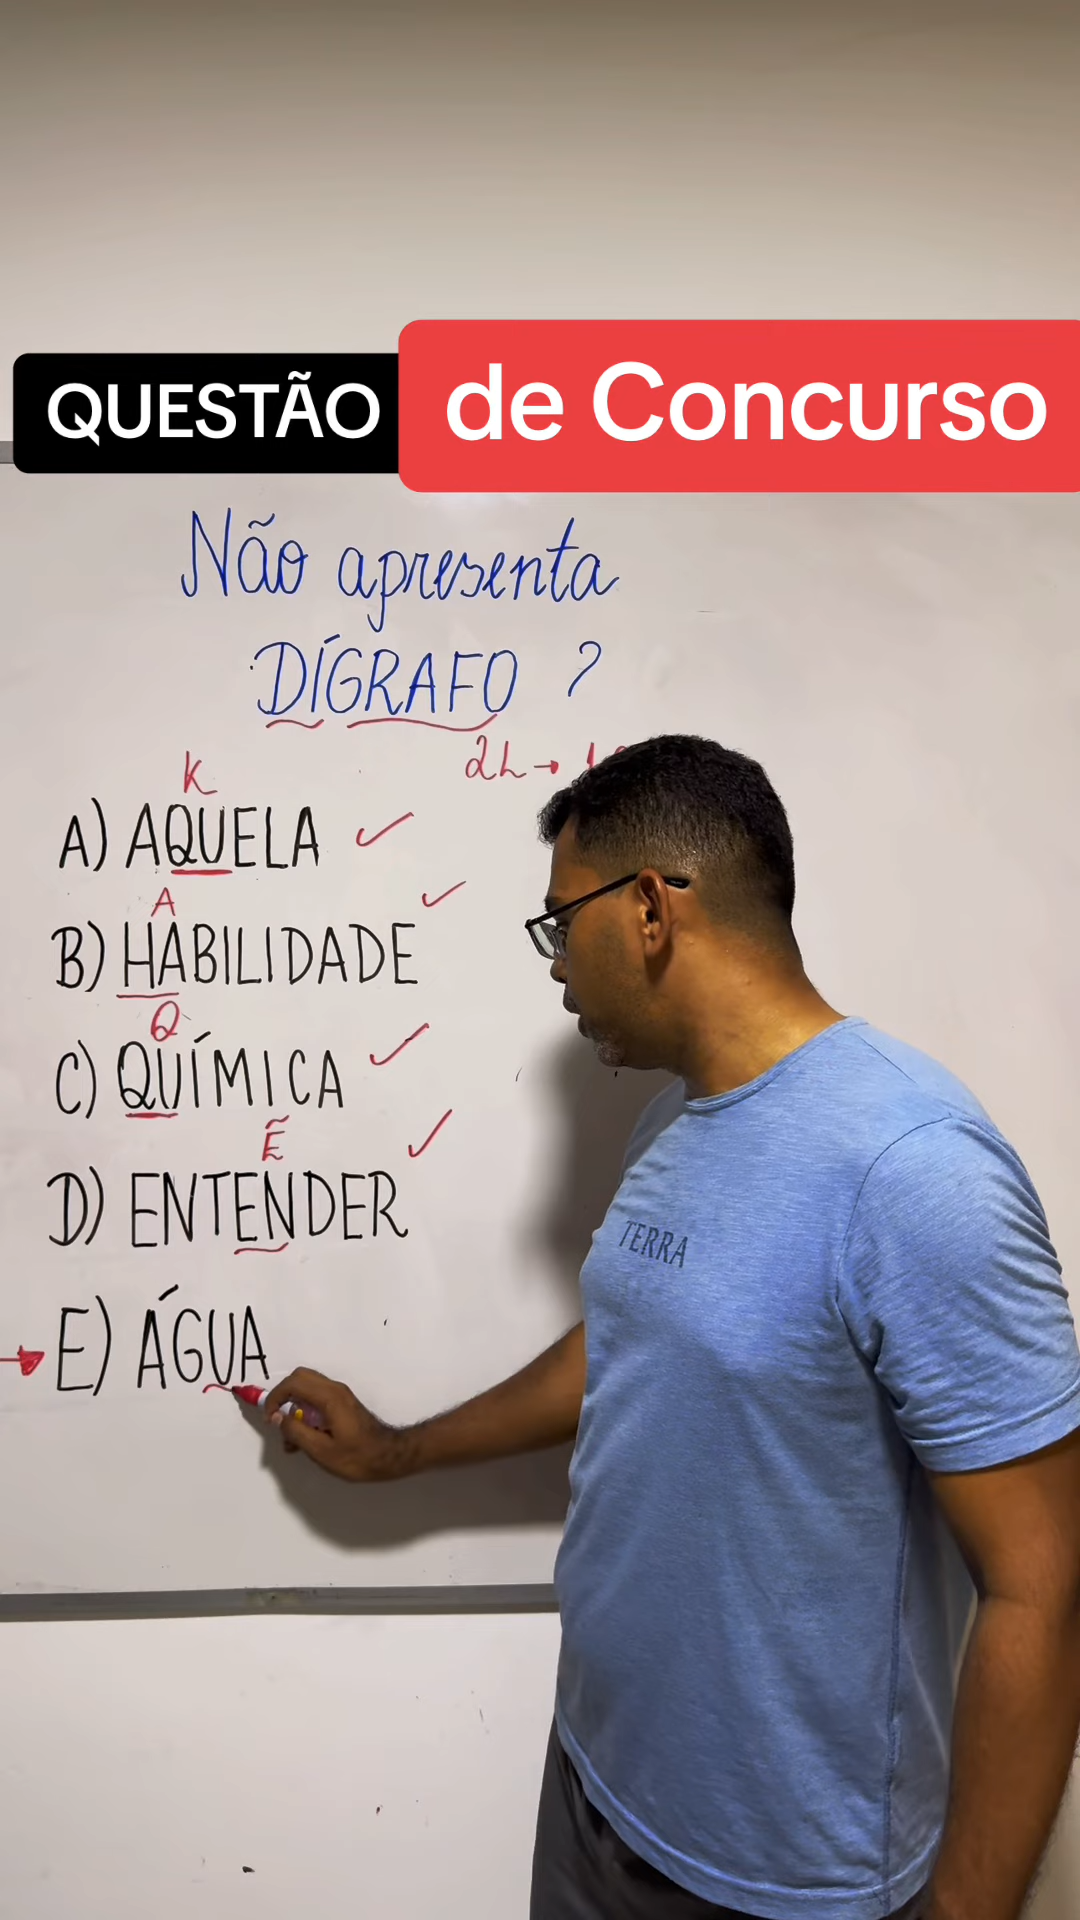 QUESTÃO de Concurso
Não apresenta
DÍGRAFO ?
2L →
K
A) AQUELA
A
B) HABILIDADE
Q
C) QUÍMICA
Ẽ
D) ENTENDER
E) ÁGUA
TERRA